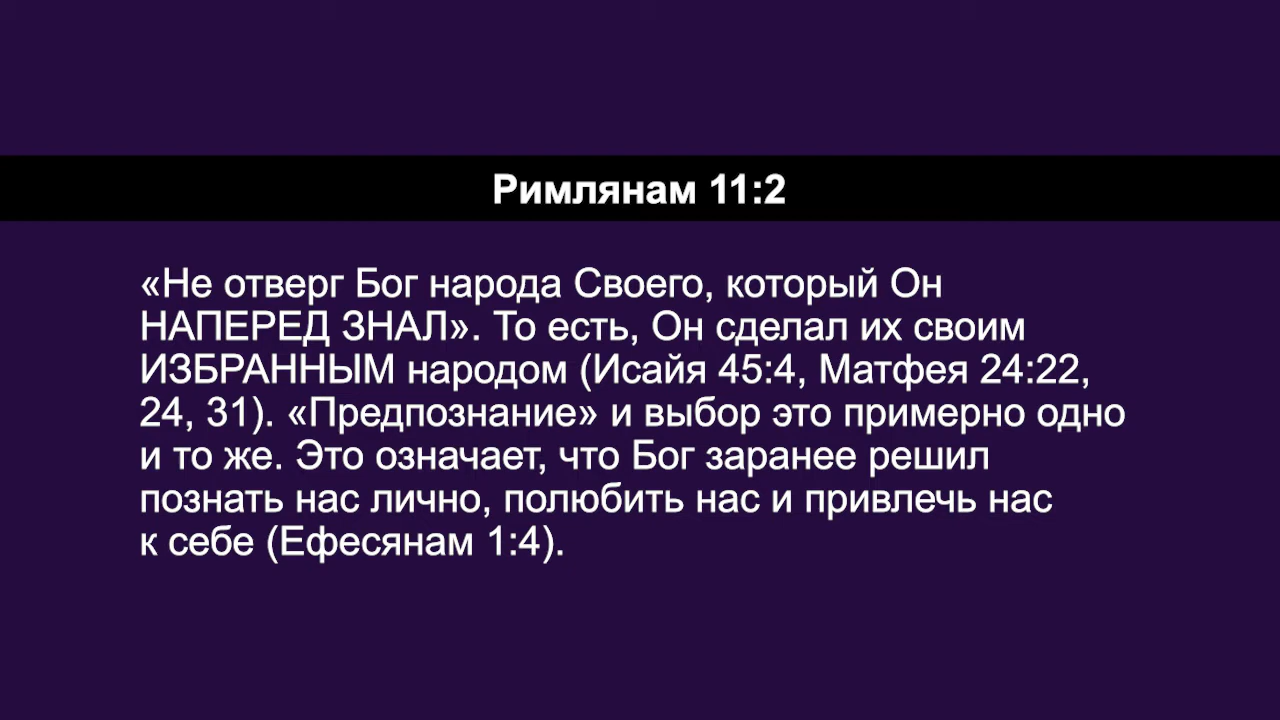 Римлянам 11:2
«Не отверг Бог народа Своего, который Он
НАПЕРЕД ЗНАЛ». То есть, Он сделал их своим
ИЗБРАННЫМ народом (Исайя 45:4, Матфея 24:22,
24, 31). «Предпознание» и выбор это примерно одно
и то же. Это означает, что Бог заранее решил
познать нас лично, полюбить нас и привлечь нас
к себе (Ефесянам 1:4).